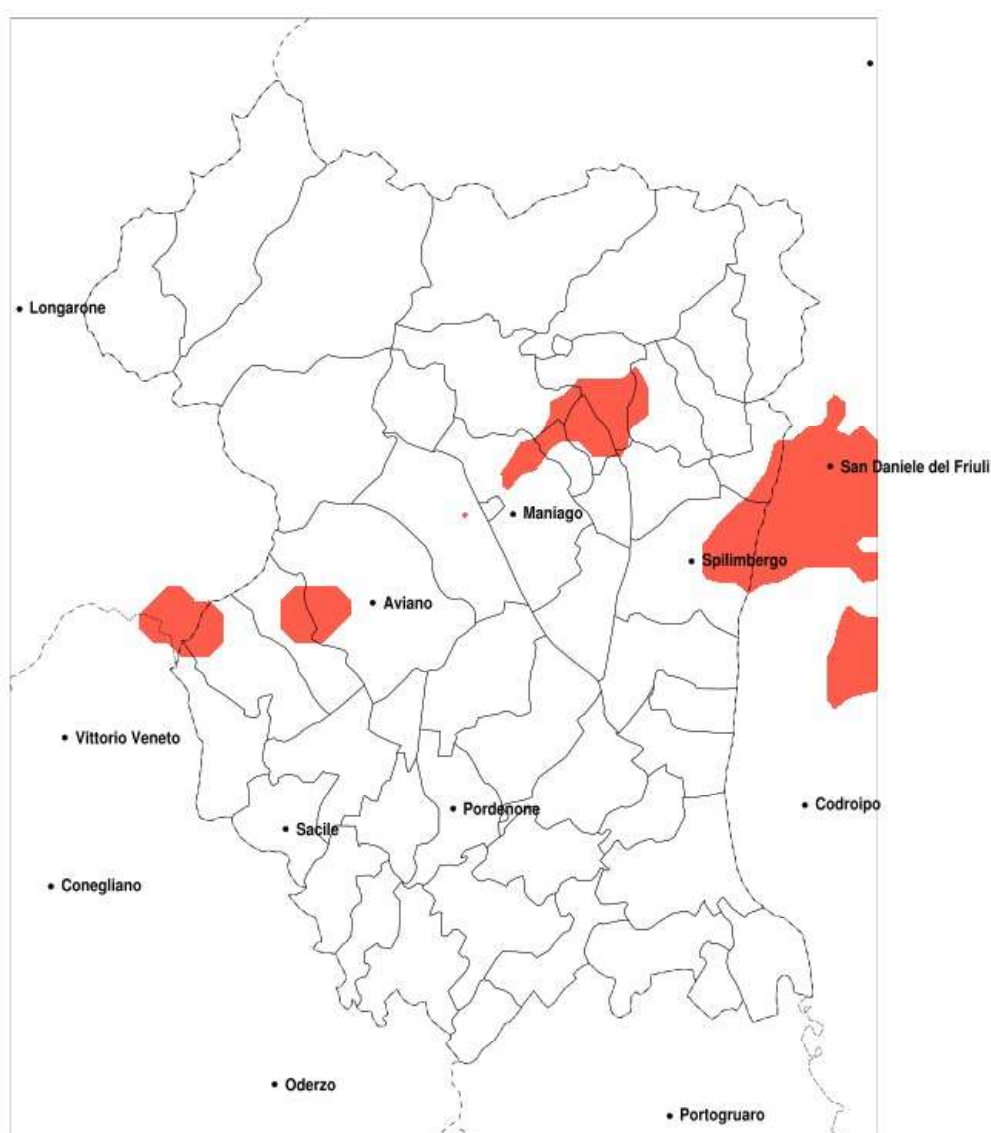 Longarone
San Daniele del Friuli
Maniago
Spilimbergo
Aviano
Vittorio Veneto
Codroipo
Pordenone
Sacile
Conegliano
Oderzo
Portogruaro